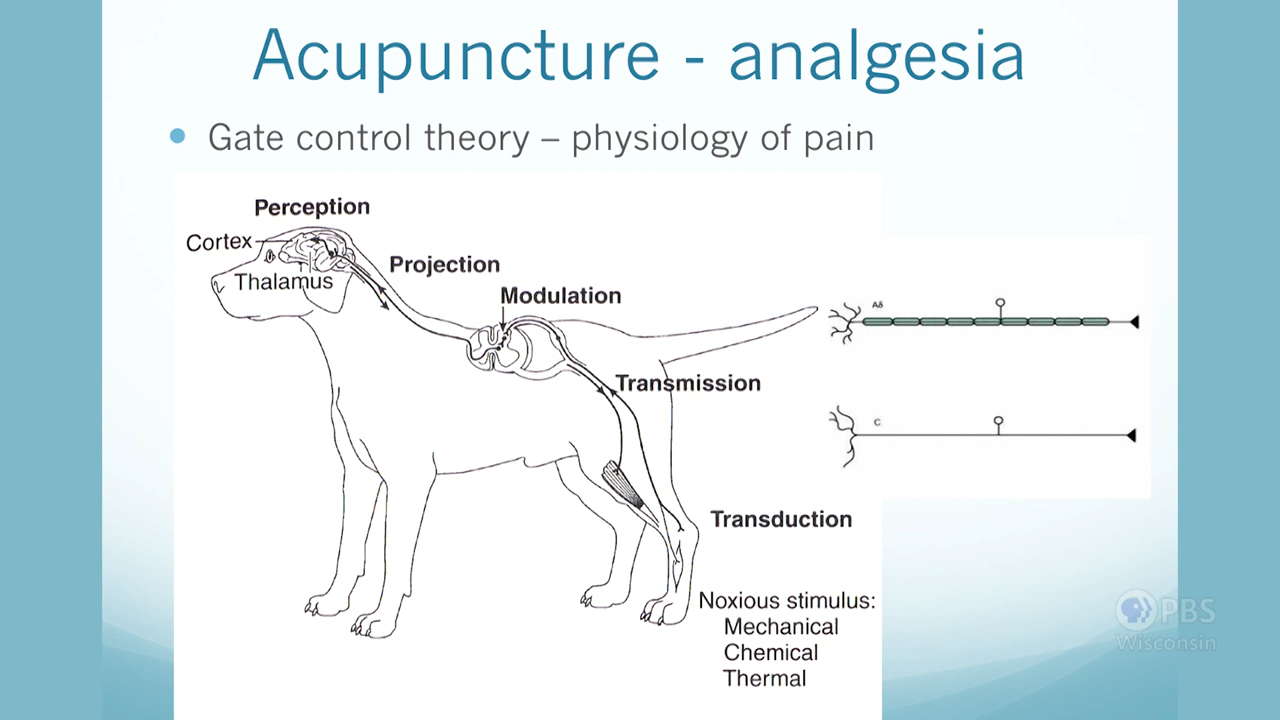 Acupuncture - analgesia
Gate control theory – physiology of pain
Perception
Cortex
Thalamus
Projection
Modulation
Transmission
Transduction
Noxious stimulus:
Mechanical
Chemical
Thermal
Aδ
C
PBS
Wisconsin